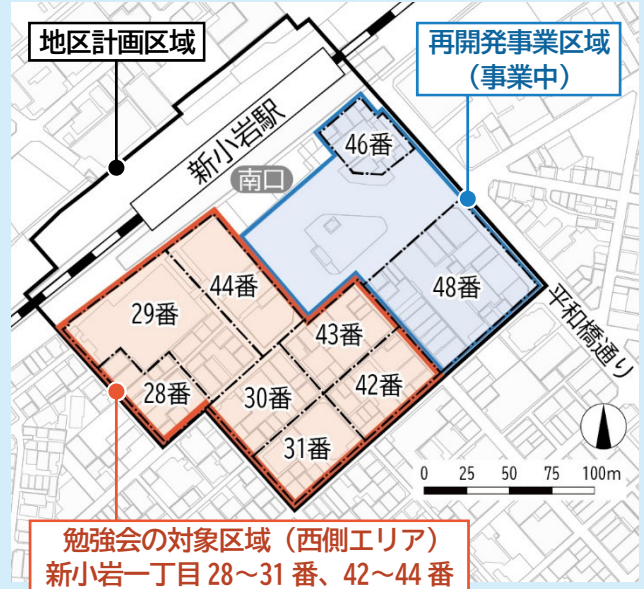 地区計画区域
再開発事業区域
（事業中）
新小岩駅
南口
46番
44番
48番
29番
43番
28番
30番
42番
31番
平和橋通り
0 25 50 75 100m
勉強会の対象区域（西側エリア）
新小岩一丁目 28～31 番、42～44 番